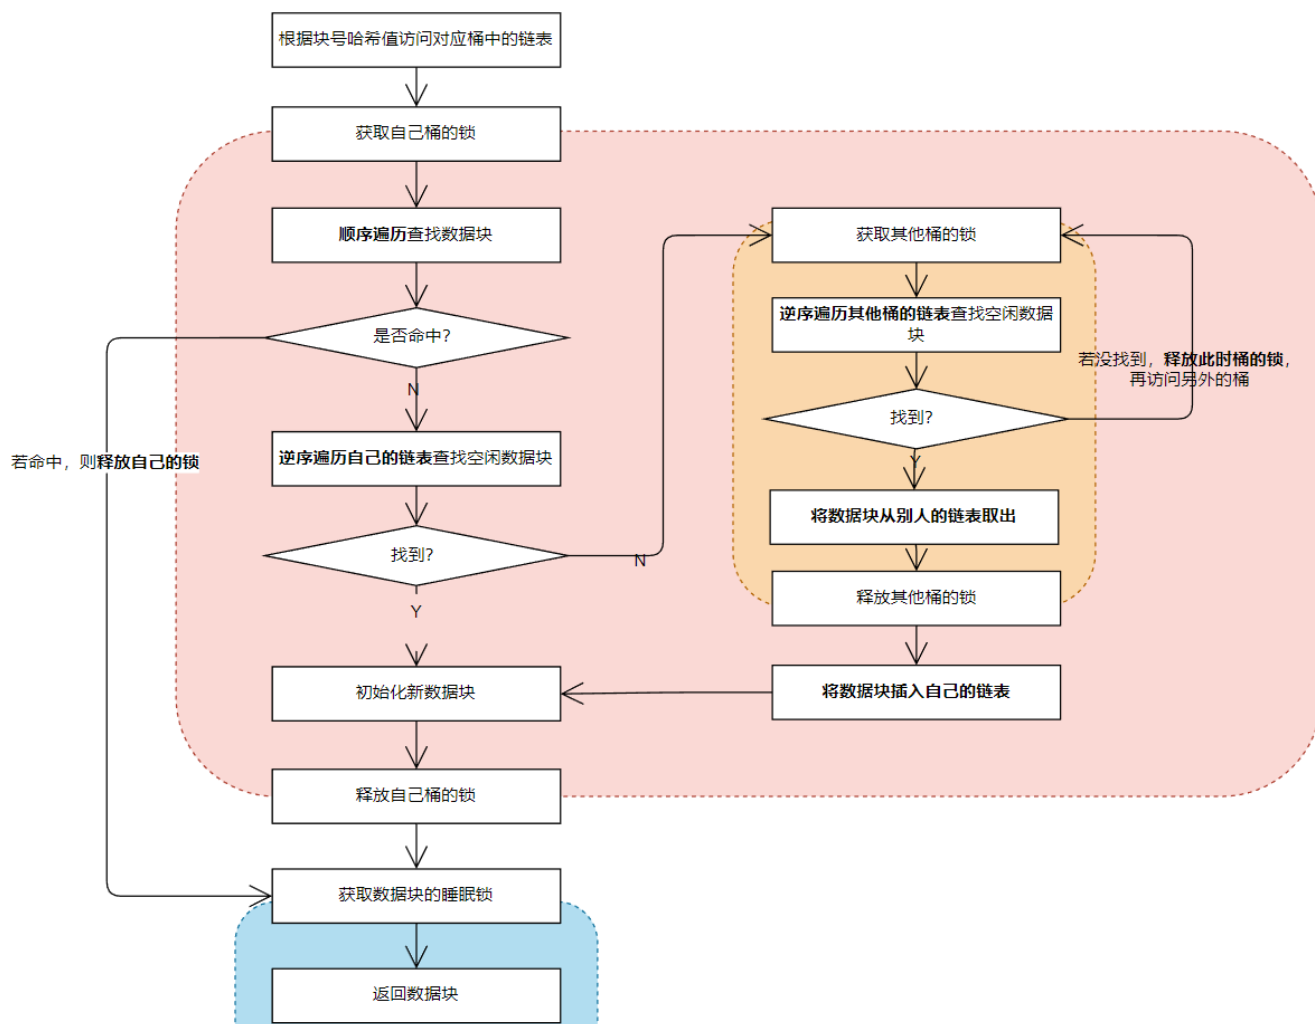 根据块号哈希值访问对应桶中的链表
获取自己桶的锁
顺序遍历查找数据块
是否命中?
N
若命中，则释放自己的锁
逆序遍历自己的链表查找空闲数据块
找到?
N
Y
获取其他桶的锁
逆序遍历其他桶的链表查找空闲数据
块
若没找到，释放此时桶的锁，
再访问另外的桶
找到?
Y
将数据块从别人的链表取出
释放其他桶的锁
将数据块插入自己的链表
初始化新数据块
释放自己桶的锁
获取数据块的睡眠锁
返回数据块